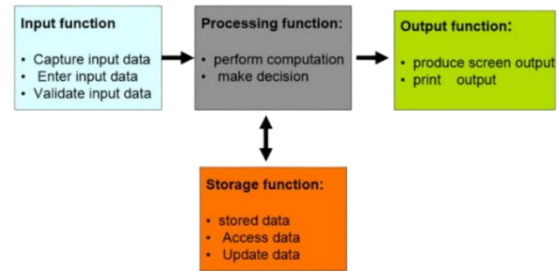 Input function
• Capture input data
• Enter input data
• Validate input data
Processing function:
• perform computation
• make decision
Output function:
• produce screen output
• print output
Storage function:
• stored data
• Access data
• Update data